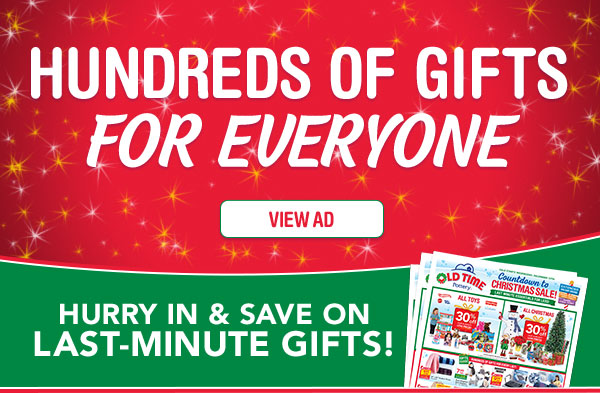 HUNDREDS OF GIFTS
FOR EVERYONE
VIEW AD
HURRY IN & SAVE ON
LAST-MINUTE GIFTS!
OLD TIME
Pottery
Countdown to
CHRISTMAS SALE!
ALL TOYS
30%
ALL CHRISTMAS
30%